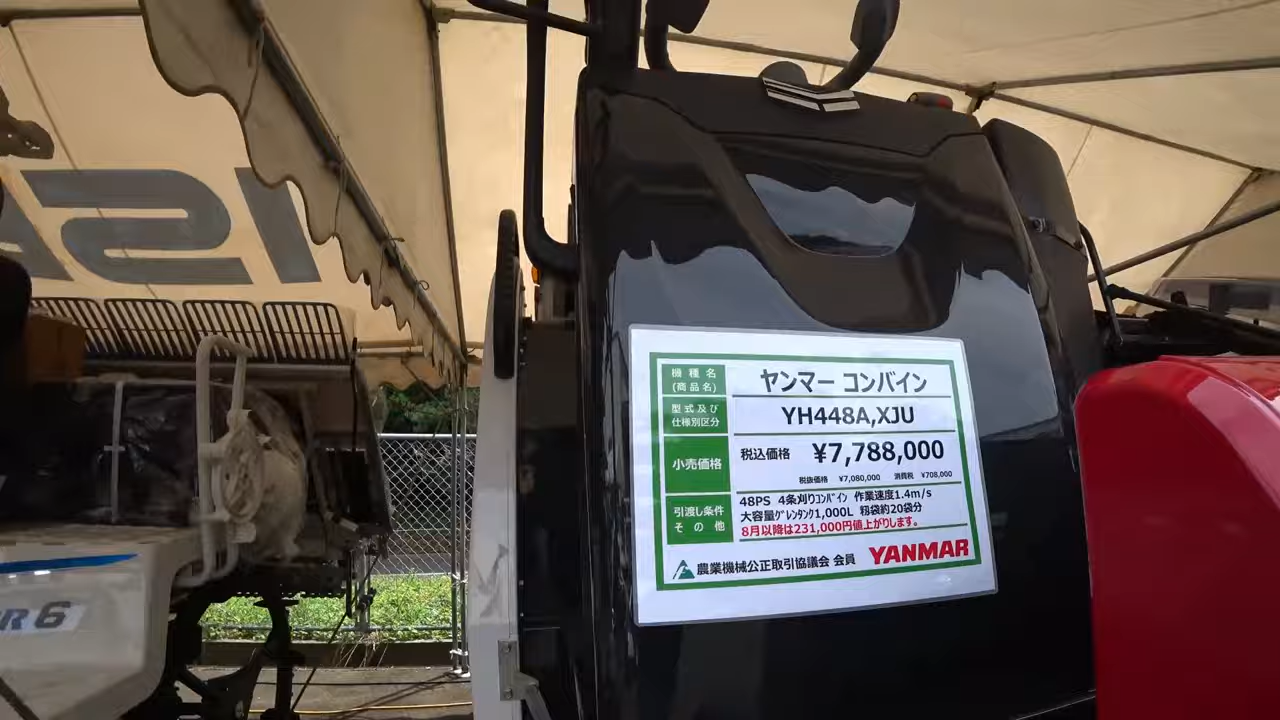 機種名
(商品名)
ヤンマー コンバイン
型式及び
仕様別区分
YH448A,XJU
小売価格
税込価格 ¥7,788,000
税抜価格 ¥7,080,000 消費税 ¥708,000
引渡し条件
その他
48PS 4条刈りコンバイン 作業速度1.4m/s
大容量グレンタンク1,000L 籾袋約20袋分
8月以降は231,000円値上がりします。
農業機械公正取引協議会 会員
YANMAR
R 6